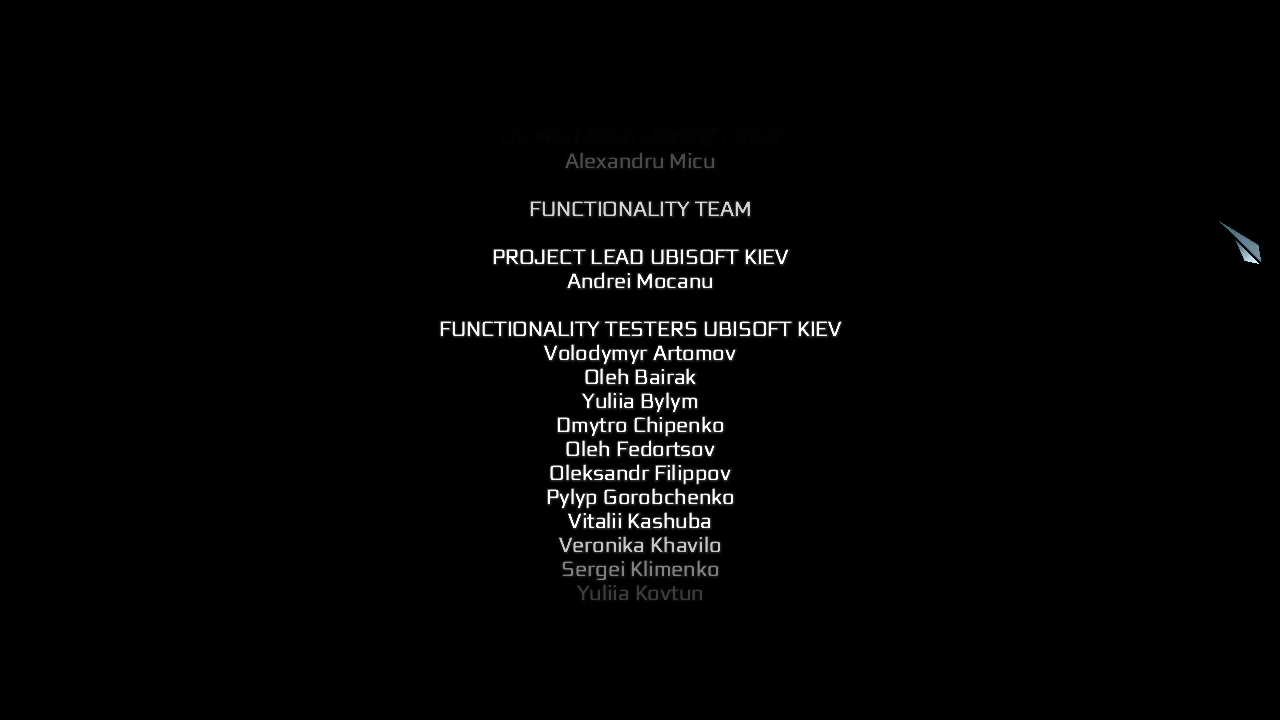 Alexandru Micu
FUNCTIONALITY TEAM
PROJECT LEAD UBISOFT KIEV
Andrei Mocanu
FUNCTIONALITY TESTERS UBISOFT KIEV
Volodymyr Artomov
Oleh Bairak
Yuliia Bylym
Dmytro Chipenko
Oleh Fedortsov
Oleksandr Filippov
Pylyp Gorobchenko
Vitalii Kashuba
Veronika Khavilo
Sergei Klimenko
Yuliia Kovtun